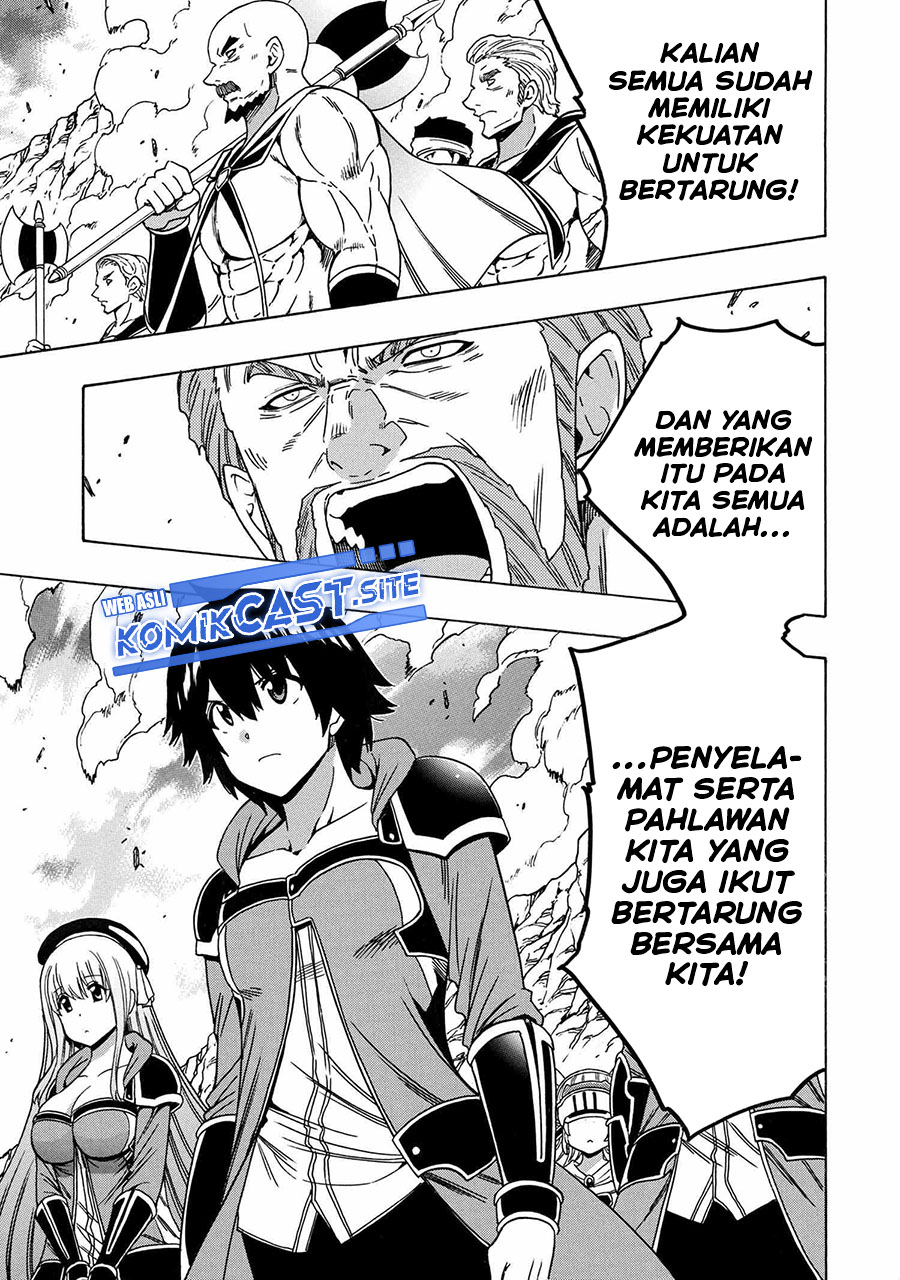 KALIAN
SEMUA SUDAH
MEMILIKI
KEKUATAN
UNTUK
BERTARUNG!
DAN YANG
MEMBERIKAN
ITU PADA
KITA SEMUA
ADALAH...
WEB ASLI
KOMIKCAST.SITE
...PENYELA-
MAT SERTA
PAHLAWAN
KITA YANG
JUGA IKUT
BERTARUNG
BERSAMA
KITA!